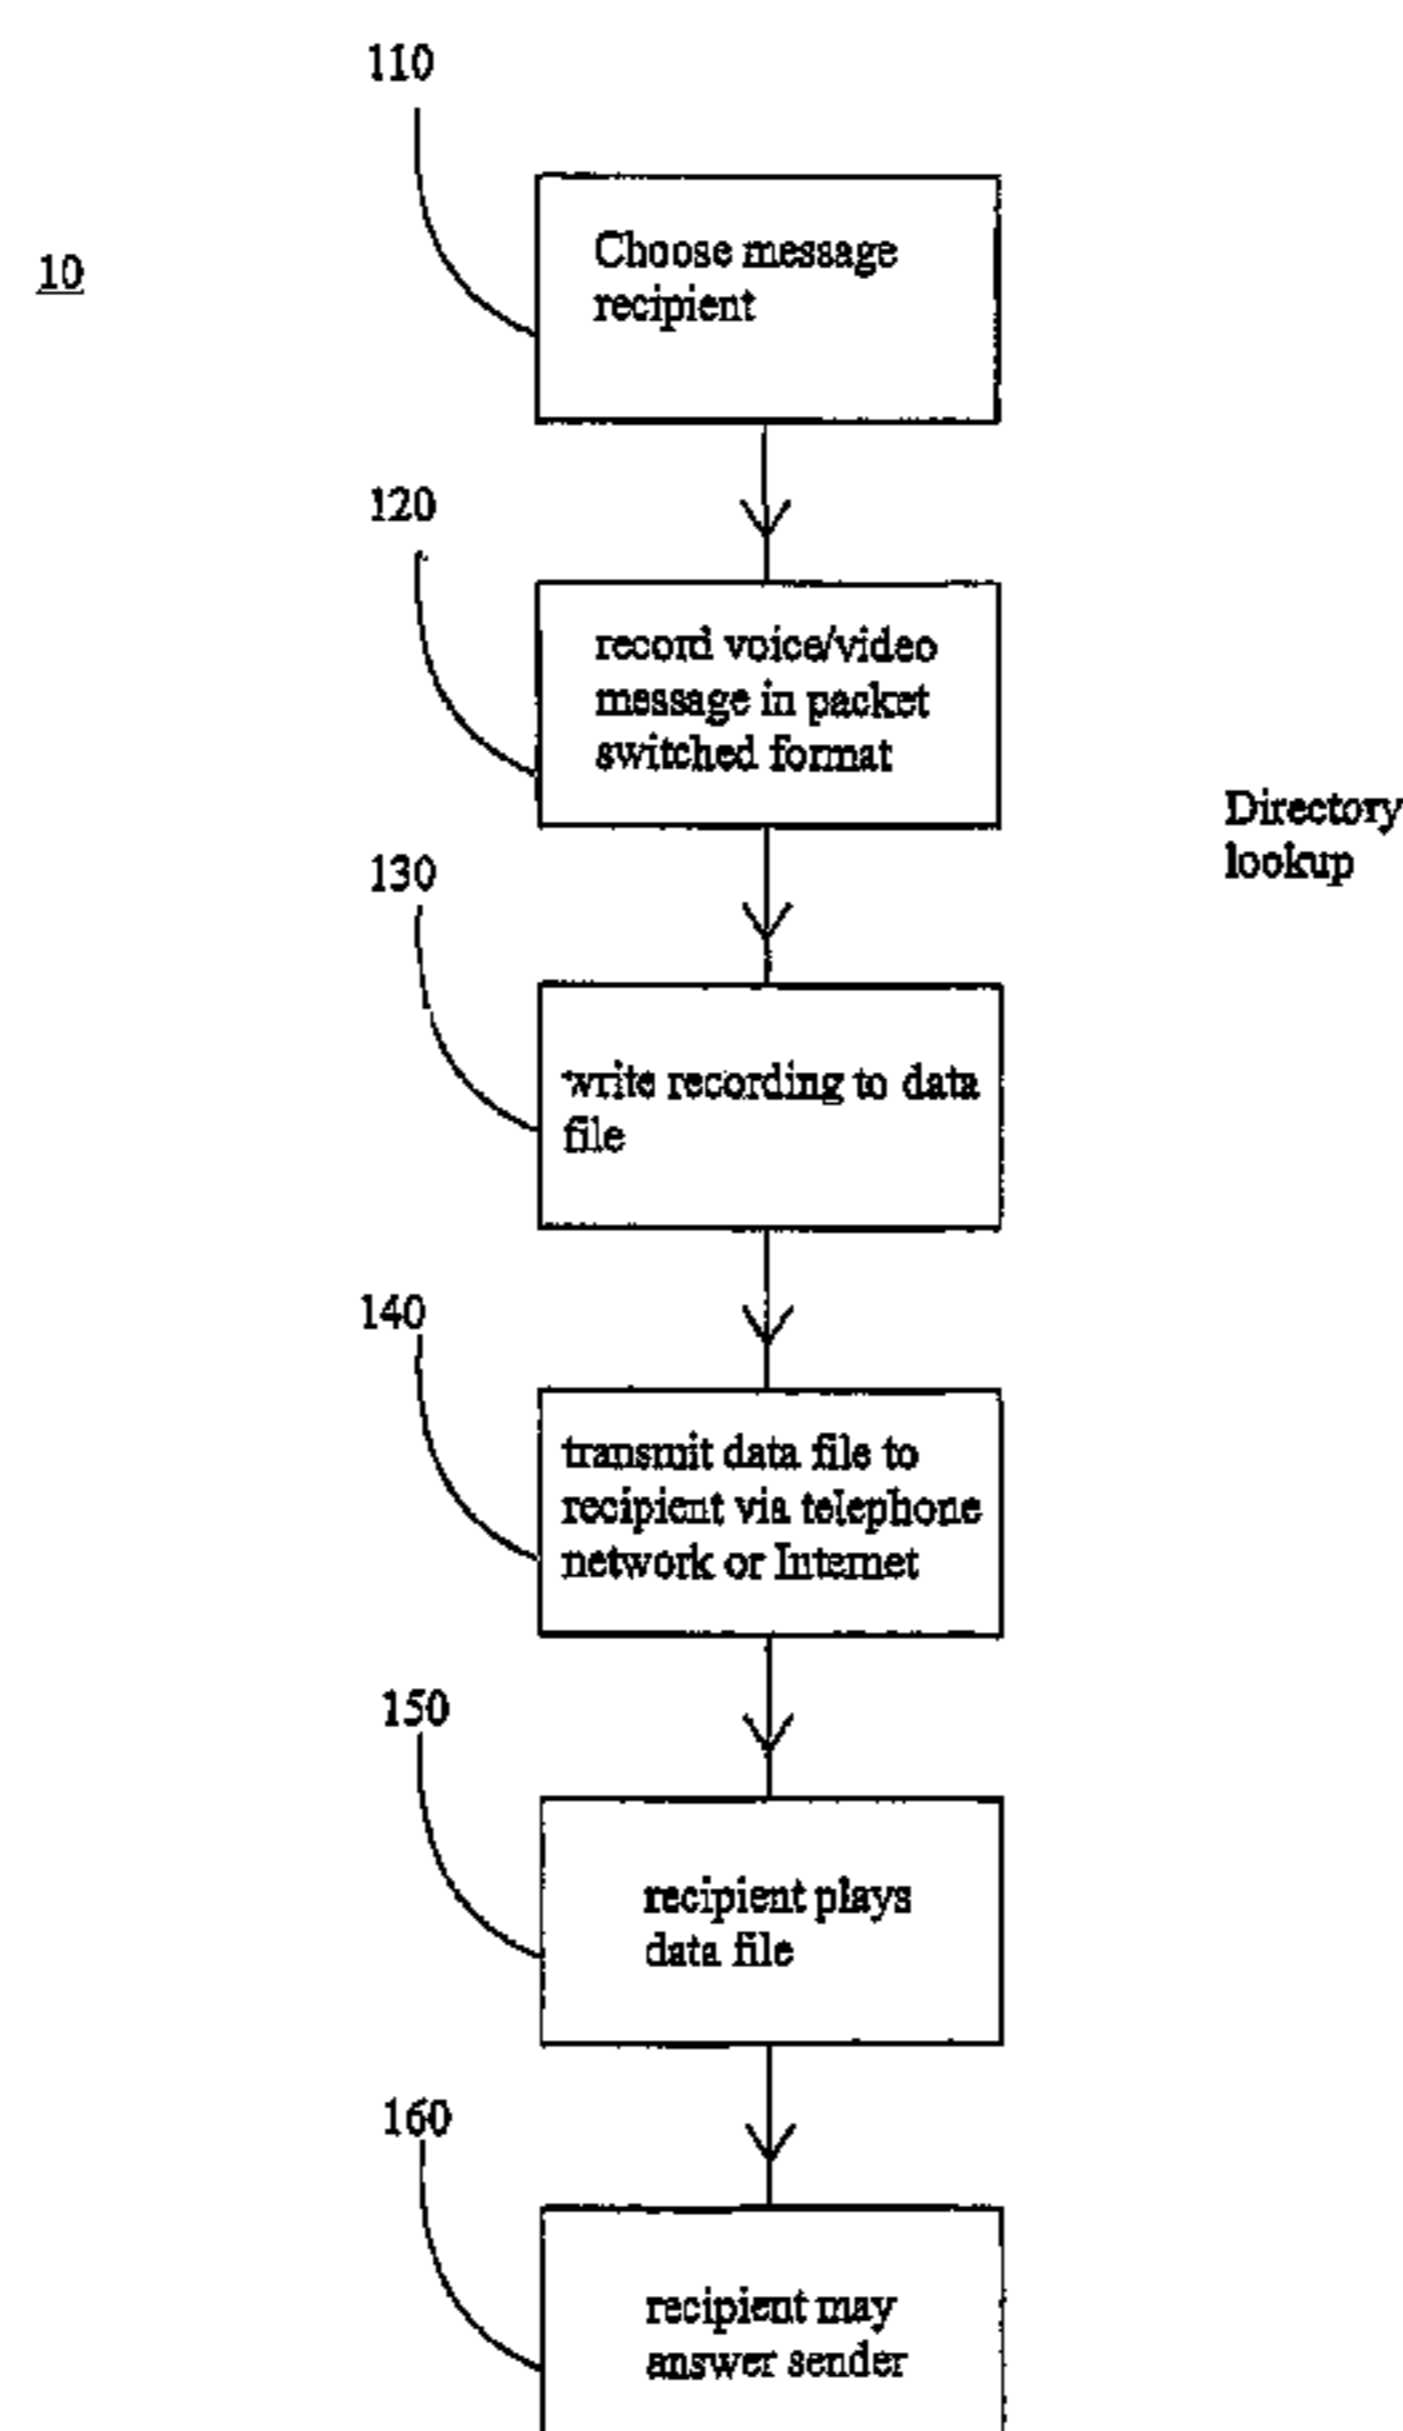 110
10
Choose message
recipient
120
record voice/video
message in packet
switched format
Directory
lookup
130
write recording to data
file
140
transmit data file to
recipient via telephone
network or Internet
150
recipient plays
data file
160
recipient may
answer sender